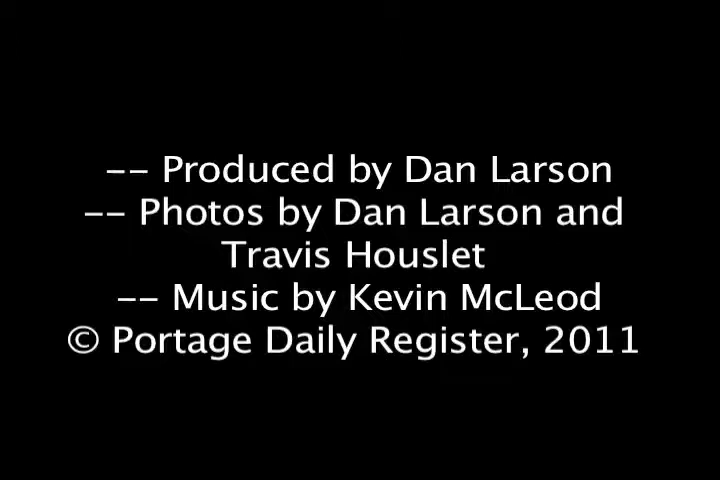 -- Produced by Dan Larson
-- Photos by Dan Larson and
Travis Houslet
-- Music by Kevin McLeod
© Portage Daily Register, 2011